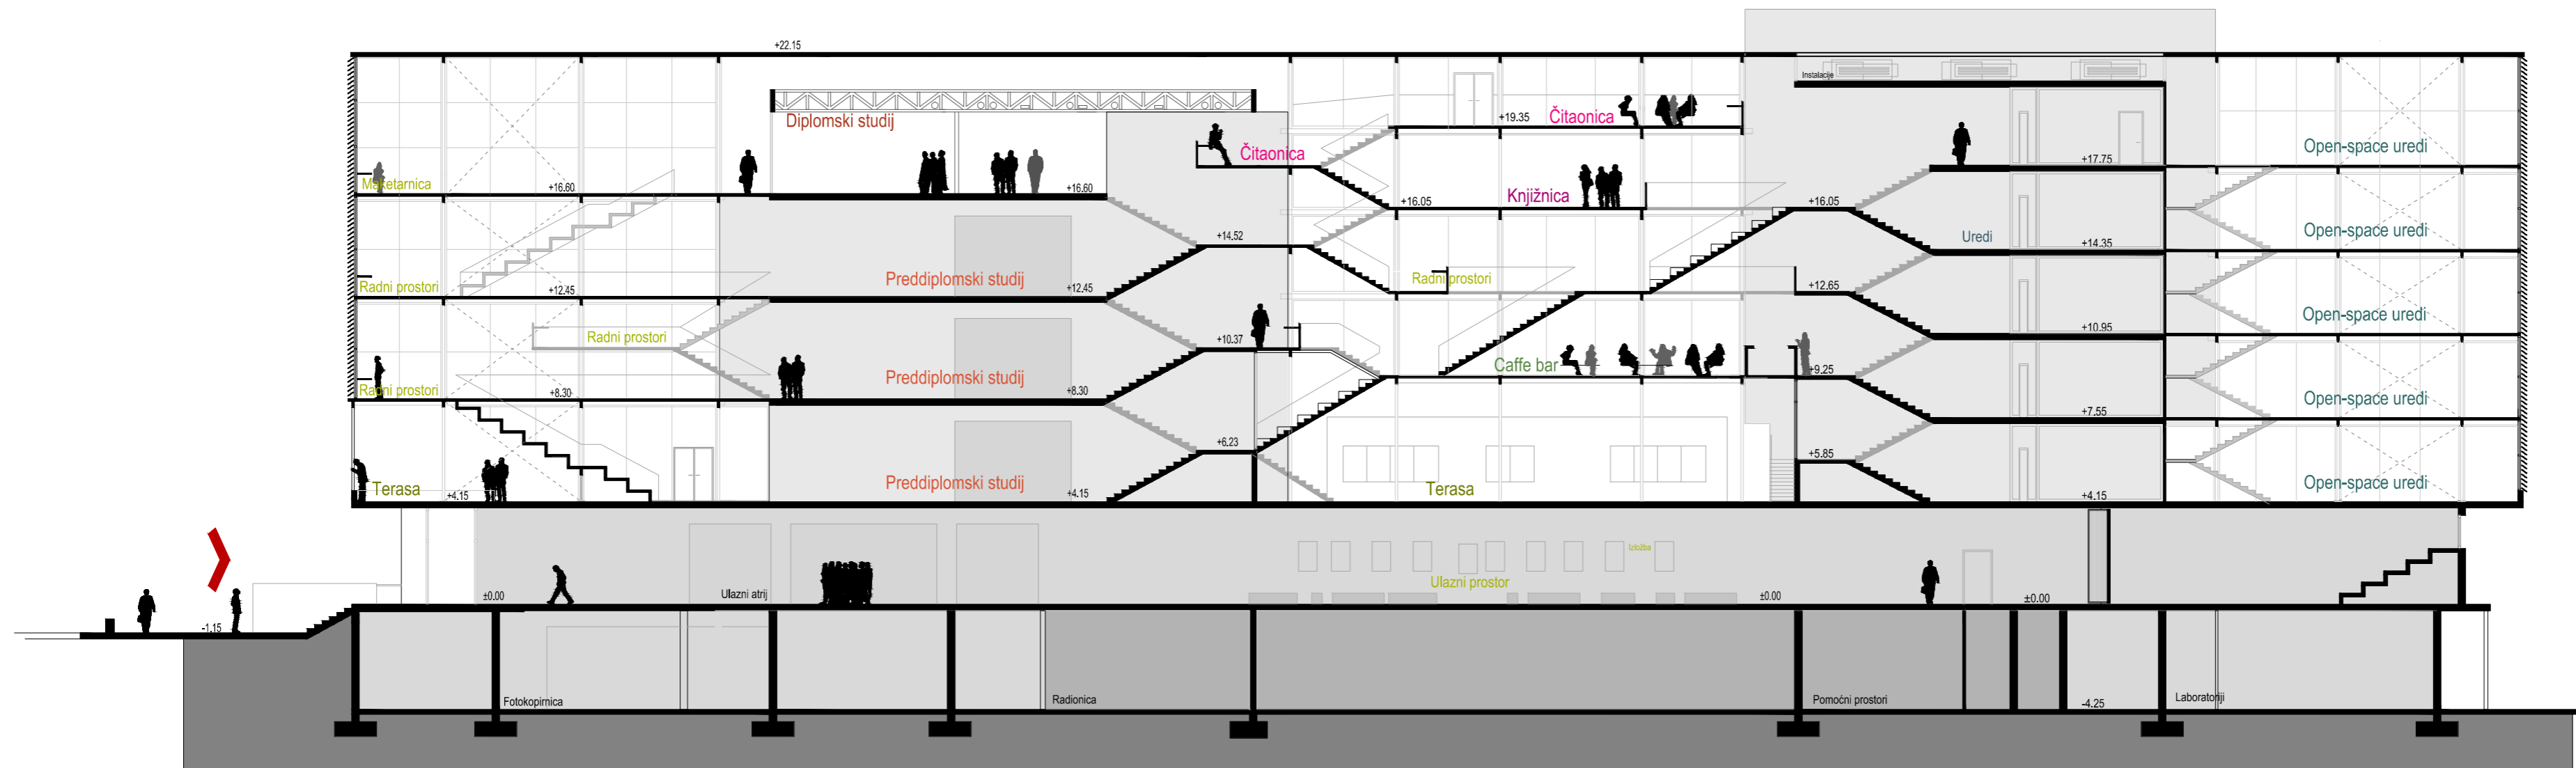 +22.15
Instalacije
Diplomski studij
Čitaonica
+19.35
Čitaonica
Open-space uredi
+17.75
Maketarnica
+16.60
+16.60
Knjižnica
+16.05
+16.05
Uredi
Open-space uredi
+14.52
+14.35
Preddiplomski studij
Radni prostori
Radni prostori
+12.45
+12.45
+12.65
Open-space uredi
+10.95
Radni prostori
+10.37
Caffe bar
Preddiplomski studij
+9.25
Radni prostori
+8.30
+8.30
Open-space uredi
+7.55
+6.23
+5.85
Preddiplomski studij
Open-space uredi
Terasa
+4.15
+4.15
Terasa
+4.15
Izložba
Ulazni prostor
±0.00
Ulazni atrij
±0.00
±0.00
-1.15
Fotokopirnica
Radionica
Pomoćni prostori
-4.25
Laboratoriji